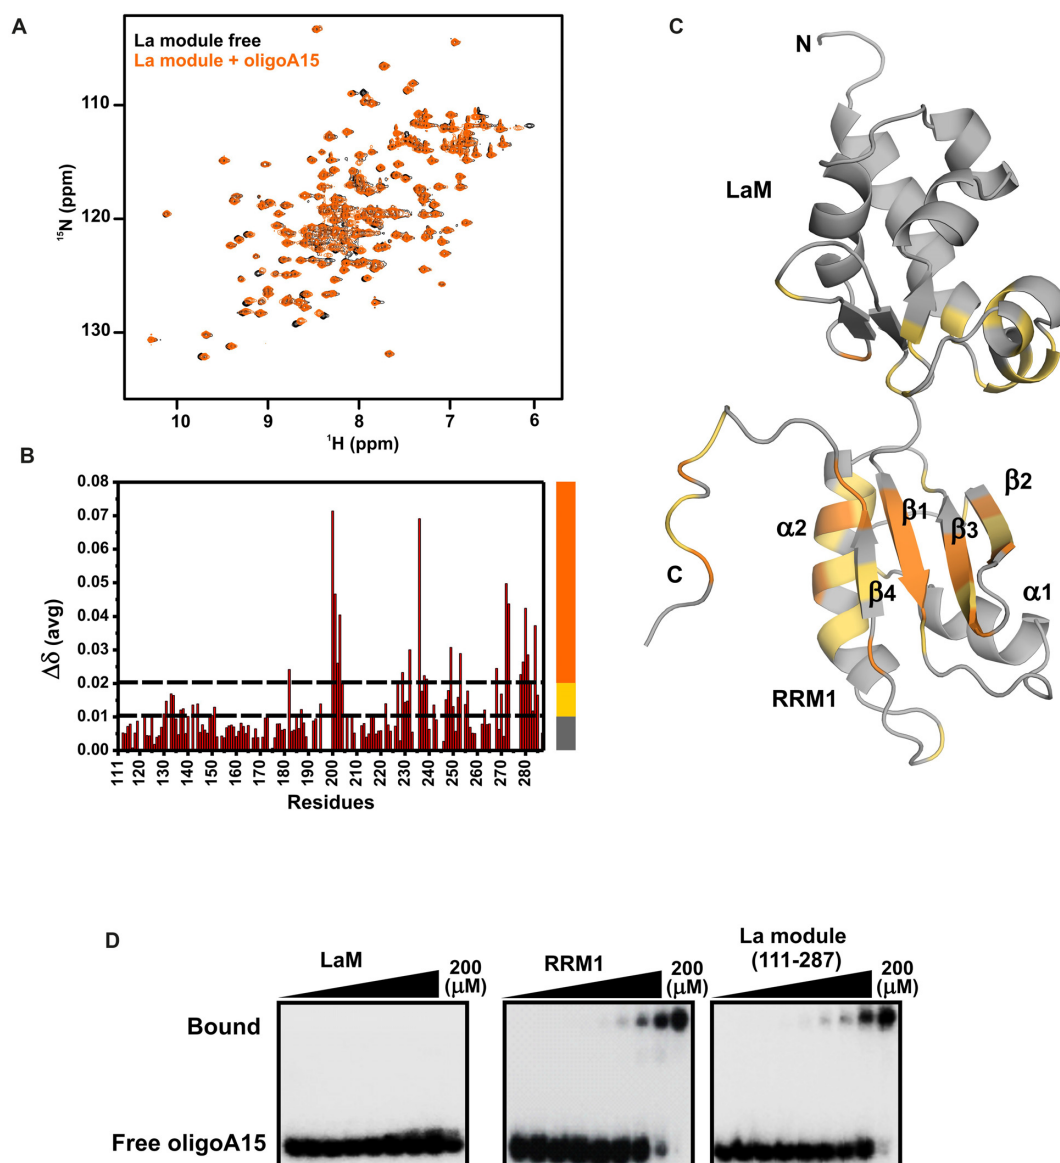 A
La module free
La module + oligoA15
110
120
130
¹⁵N (ppm)
10
9
8
7
6
¹H (ppm)
B
0.08
0.07
0.06
0.05
0.04
0.03
0.02
0.01
0.00
Δδ (avg)
111
120
130
140
150
160
170
180
190
200
210
220
230
240
250
260
270
280
Residues
C
N
LaM
β2
β1
β3
α2
β4
C
α1
RRM1
D
LaM
200
(μM)
RRM1
200
(μM)
La module
(111-287)
200
(μM)
Bound
Free oligoA15